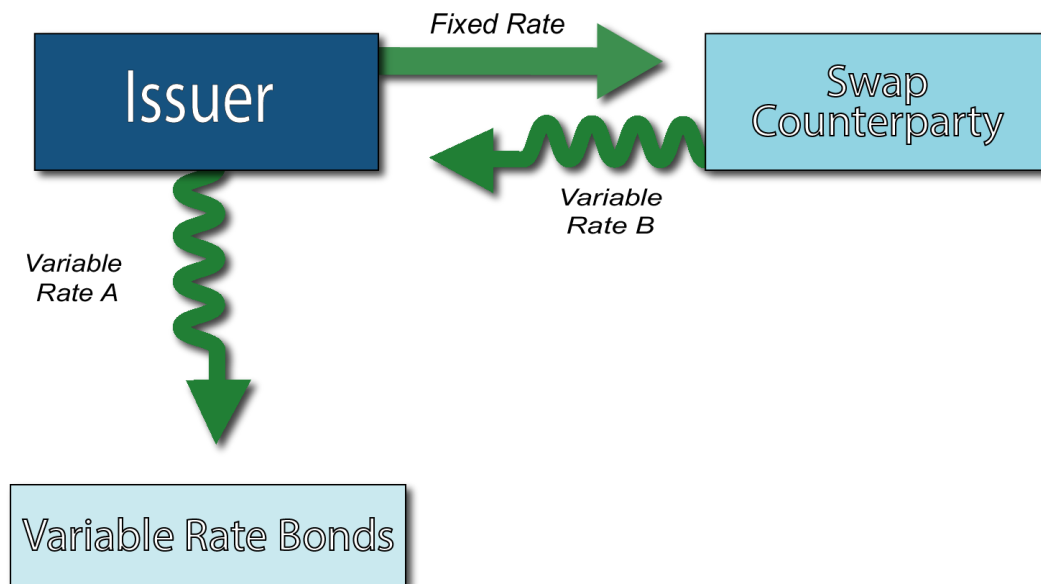 Fixed Rate
Issuer
Swap
Counterparty
Variable
Rate B
Variable
Rate A
Variable Rate Bonds